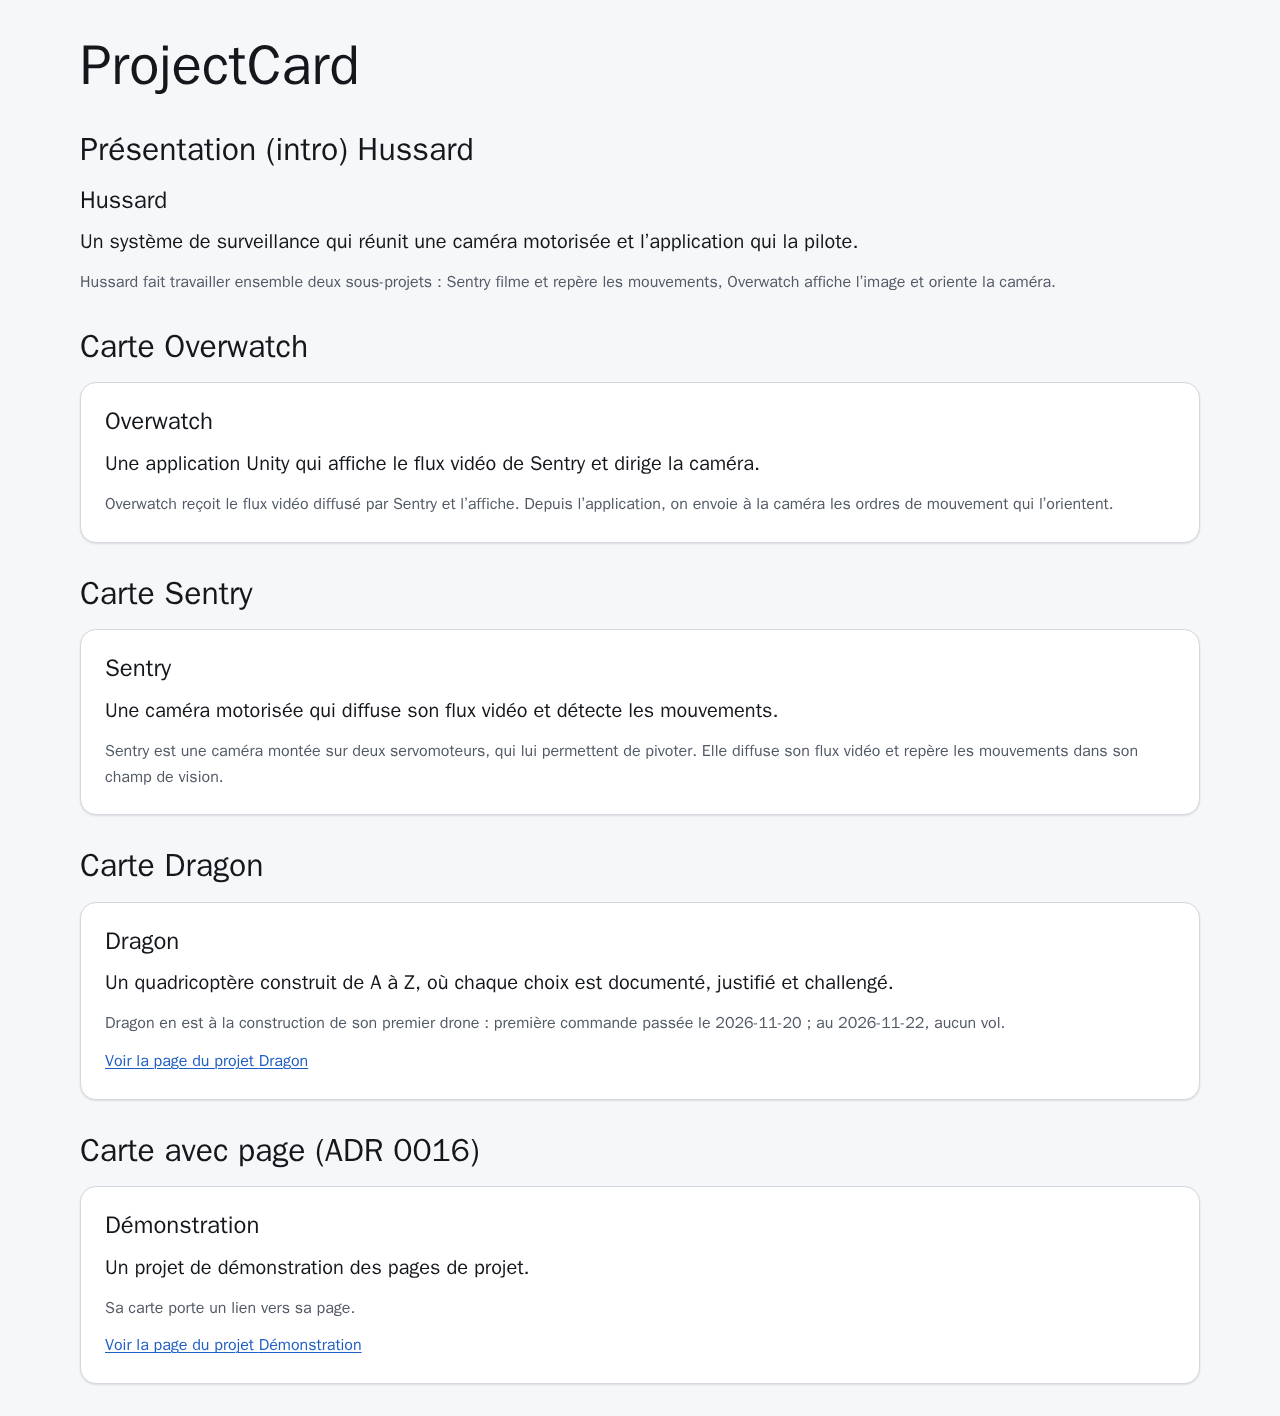 ProjectCard
Présentation (intro) Hussard
Hussard
Un système de surveillance qui réunit une caméra motorisée et l’application qui la pilote.
Hussard fait travailler ensemble deux sous-projets : Sentry filme et repère les mouvements, Overwatch affiche l’image et oriente la caméra.
Carte Overwatch
Overwatch
Une application Unity qui affiche le flux vidéo de Sentry et dirige la caméra.
Overwatch reçoit le flux vidéo diffusé par Sentry et l’affiche. Depuis l’application, on envoie à la caméra les ordres de mouvement qui l’orientent.
Carte Sentry
Sentry
Une caméra motorisée qui diffuse son flux vidéo et détecte les mouvements.
Sentry est une caméra montée sur deux servomoteurs, qui lui permettent de pivoter. Elle diffuse son flux vidéo et repère les mouvements dans son
champ de vision.
Carte Dragon
Dragon
Un quadricoptère construit de A à Z, où chaque choix est documenté, justifié et challengé.
Dragon en est à la construction de son premier drone : première commande passée le 2026-11-20 ; au 2026-11-22, aucun vol.
Voir la page du projet Dragon
Carte avec page (ADR 0016)
Démonstration
Un projet de démonstration des pages de projet.
Sa carte porte un lien vers sa page.
Voir la page du projet Démonstration